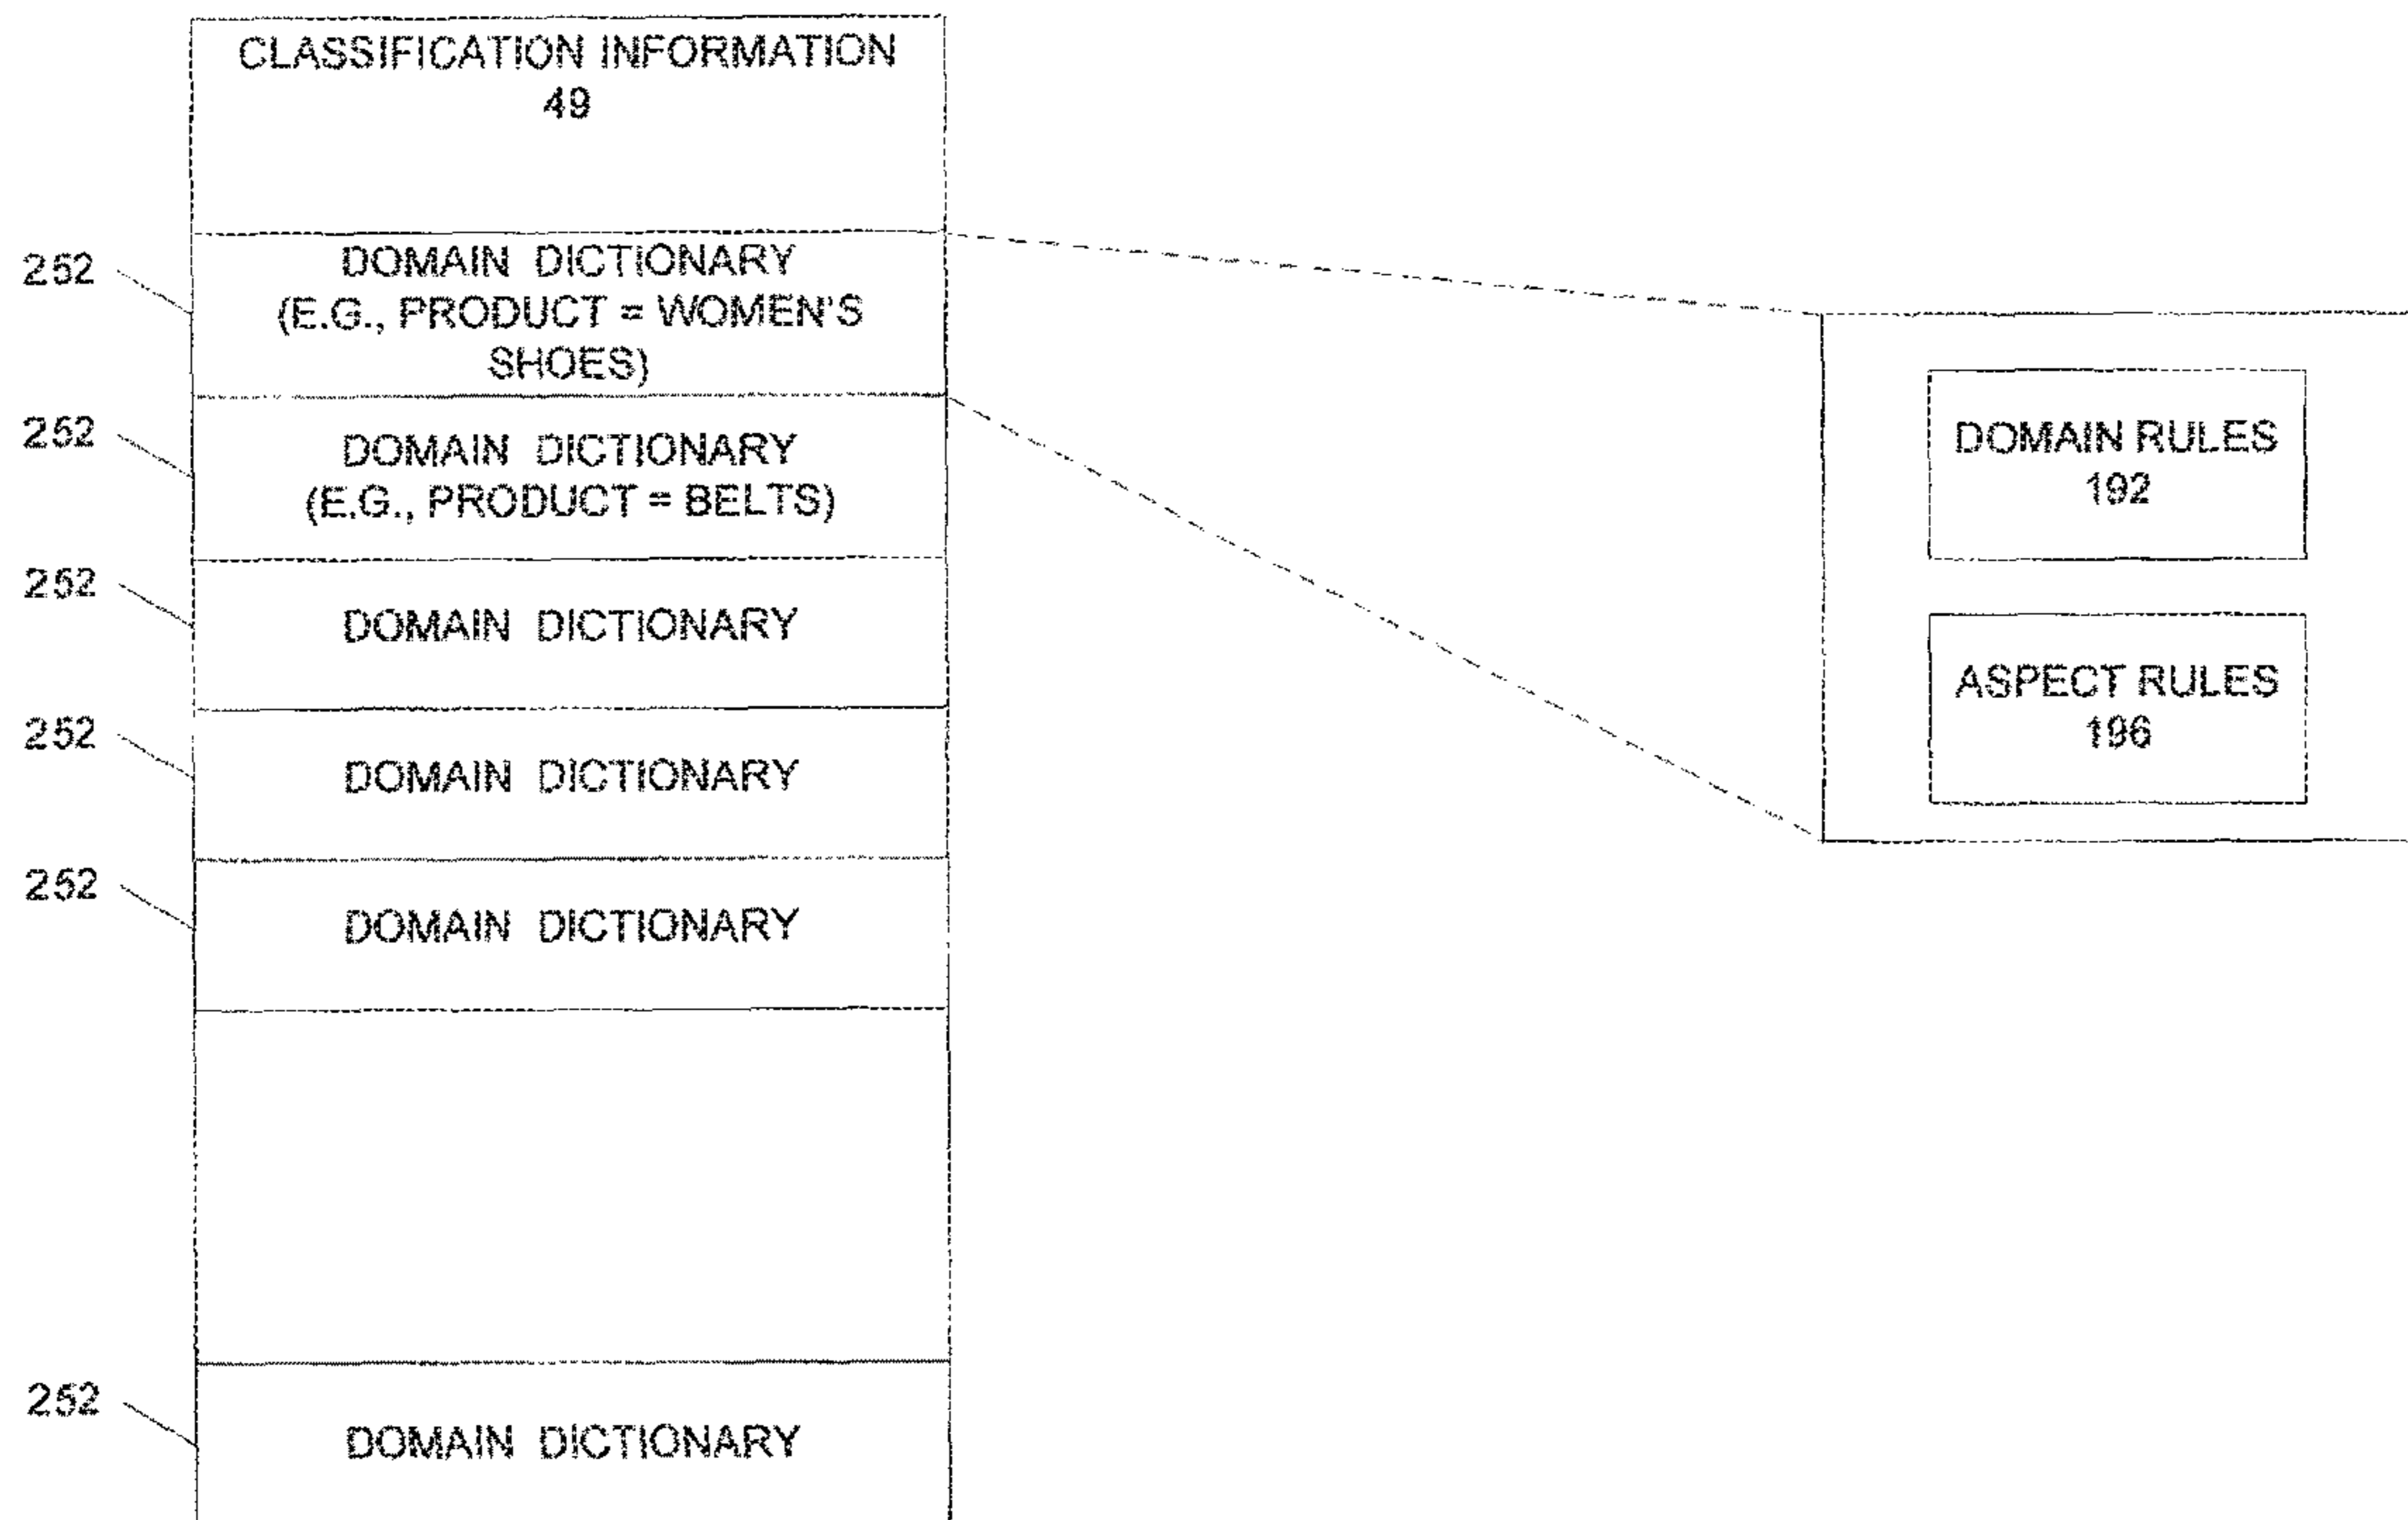 CLASSIFICATION INFORMATION
49
252
DOMAIN DICTIONARY
(E.G., PRODUCT = WOMEN'S
SHOES)
252
DOMAIN DICTIONARY
(E.G., PRODUCT = BELTS)
252
DOMAIN DICTIONARY
252
DOMAIN DICTIONARY
252
DOMAIN DICTIONARY
252
DOMAIN DICTIONARY
DOMAIN RULES
192
ASPECT RULES
196